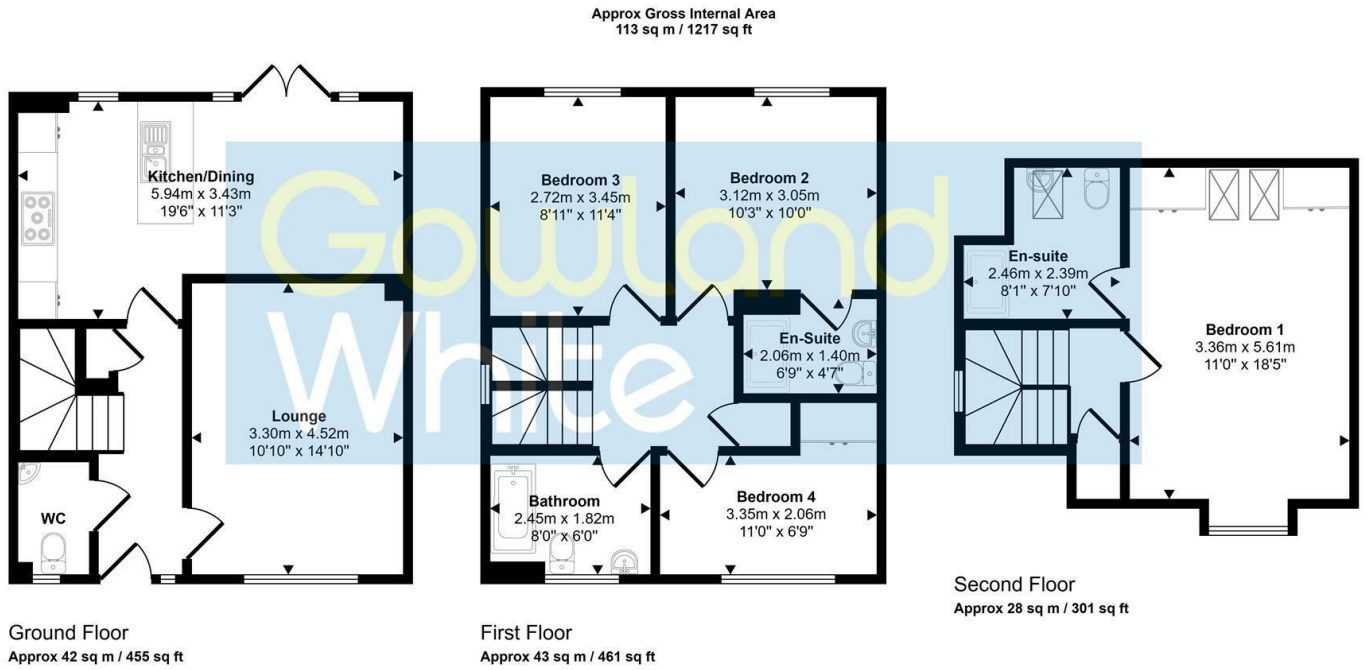 Approx Gross Internal Area
113 sq m / 1217 sq ft
Kitchen/Dining
5.94m x 3.43m
19'6" x 11'3"
Lounge
3.30m x 4.52m
10'10" x 14'10"
WC
Ground Floor
Approx 42 sq m / 455 sq ft
Bedroom 3
2.72m x 3.45m
8'11" x 11'4"
Bedroom 2
3.12m x 3.05m
10'3" x 10'0"
En-Suite
2.06m x 1.40m
6'9" x 4'7"
Bathroom
2.45m x 1.82m
8'0" x 6'0"
Bedroom 4
3.35m x 2.06m
11'0" x 6'9"
First Floor
Approx 43 sq m / 461 sq ft
En-suite
2.46m x 2.39m
8'1" x 7'10"
Bedroom 1
3.36m x 5.61m
11'0" x 18'5"
Second Floor
Approx 28 sq m / 301 sq ft
Gowland
White